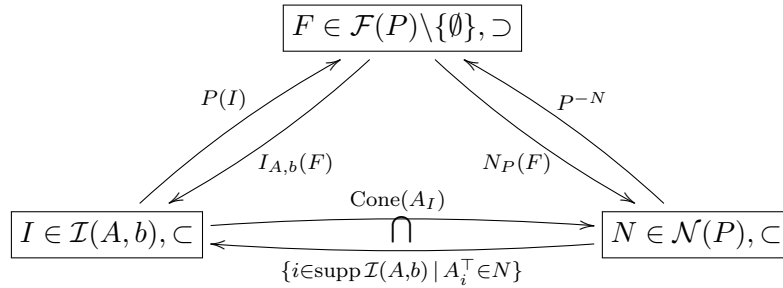 F ∈ 𝓕(P)\{∅}, ⊃
P(I)
P^{−N}
I_{A,b}(F)
N_P(F)
Cone(A_I)
I ∈ 𝓘(A, b), ⊂
⋂
N ∈ 𝓝(P), ⊂
{i∈supp 𝓘(A,b) | A_i^⊤∈N}